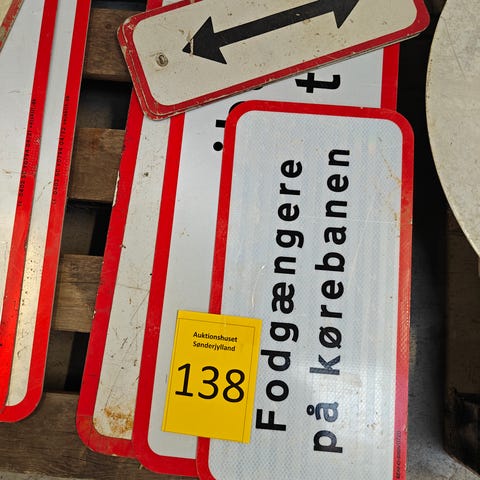 Fodgængere
på kørebanen
Auktionshuset
Sønderjylland
138